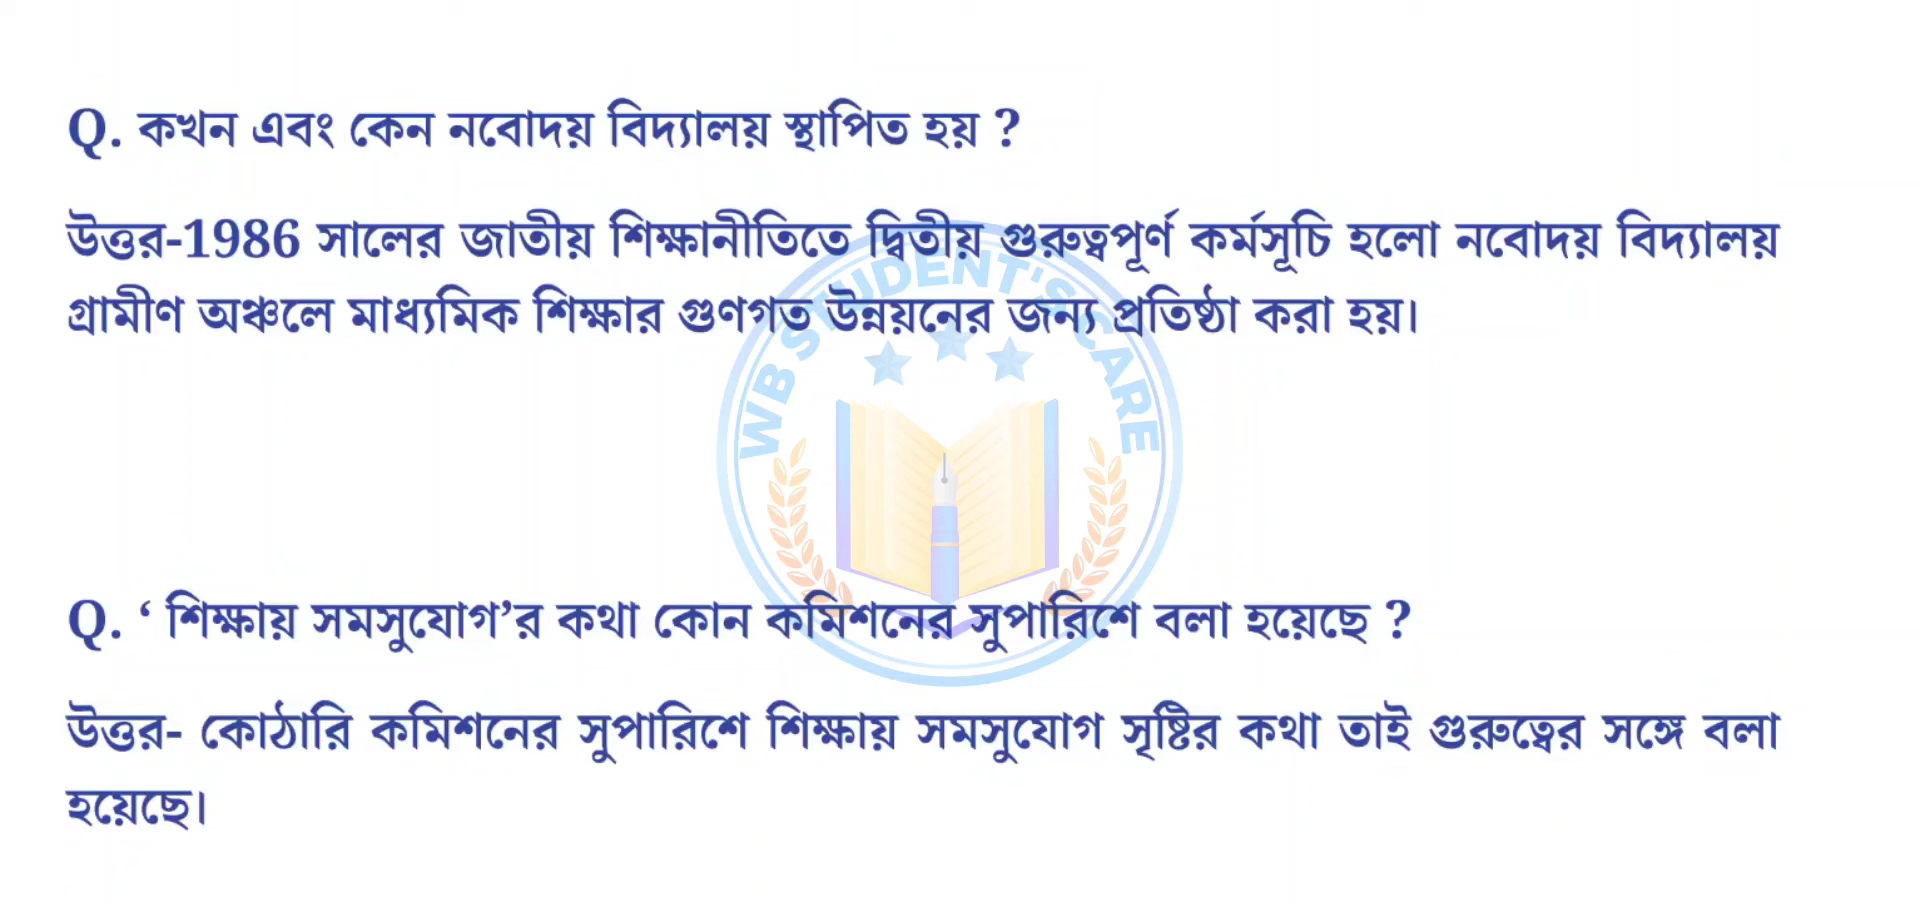 Q. কখন এবং কেন নবোদয় বিদ্যালয় স্থাপিত হয় ?
উত্তর-1986 সালের জাতীয় শিক্ষানীতিতে দ্বিতীয় গুরুত্বপূর্ণ কর্মসূচি হলো নবোদয় বিদ্যালয়
গ্রামীণ অঞ্চলে মাধ্যমিক শিক্ষার গুণগত উন্নয়নের জন্য প্রতিষ্ঠা করা হয়।
WB STUDENT'S CARE
Q. ‘ শিক্ষায় সমসুযোগ’র কথা কোন কমিশনের সুপারিশে বলা হয়েছে ?
উত্তর- কোঠারি কমিশনের সুপারিশে শিক্ষায় সমসুযোগ সৃষ্টির কথা তাই গুরুত্বের সঙ্গে বলা
হয়েছে।